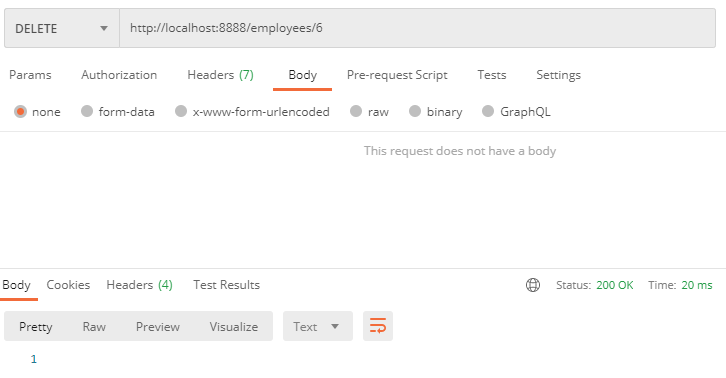 DELETE http://localhost:8888/employees/6
Params Authorization Headers (7) Body Pre-request Script Tests Settings
none form-data x-www-form-urlencoded raw binary GraphQL
This request does not have a body
Body Cookies Headers (4) Test Results Status: 200 OK Time: 20 ms
Pretty Raw Preview Visualize Text
1